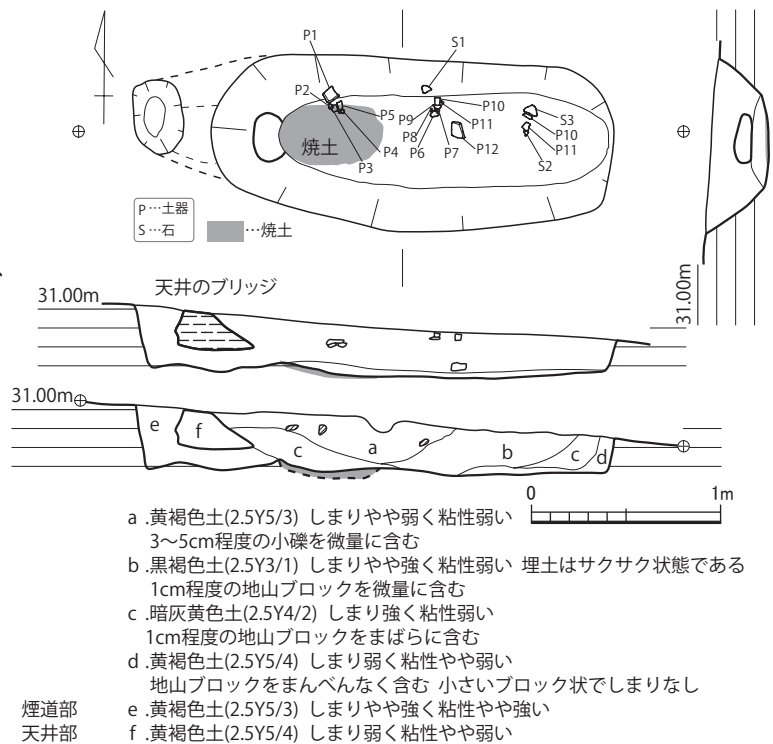 P1
S1
P2
P5
P4
P3
焼土
P9
P8
P6
P7
P10
P11
P12
S3
P10
P11
S2
P…土器
S…石
…焼土
天井のブリッジ
31.00m
31.00m
31.00m
e
f
c
a
b
c
d
0
1m
a .黄褐色土(2.5Y5/3) しまりやや弱く粘性弱い
3～5cm程度の小礫を微量に含む
b .黒褐色土(2.5Y3/1) しまりやや強く粘性弱い 埋土はサクサク状態である
1cm程度の地山ブロックを微量に含む
c .暗灰黄色土(2.5Y4/2) しまり強く粘性弱い
1cm程度の地山ブロックをまばらに含む
d .黄褐色土(2.5Y5/4) しまり弱く粘性やや弱い
地山ブロックをまんべんなく含む 小さいブロック状でしまりなし
煙道部 e .黄褐色土(2.5Y5/3) しまりやや強く粘性やや強い
天井部 f .黄褐色土(2.5Y5/4) しまり弱く粘性やや弱い